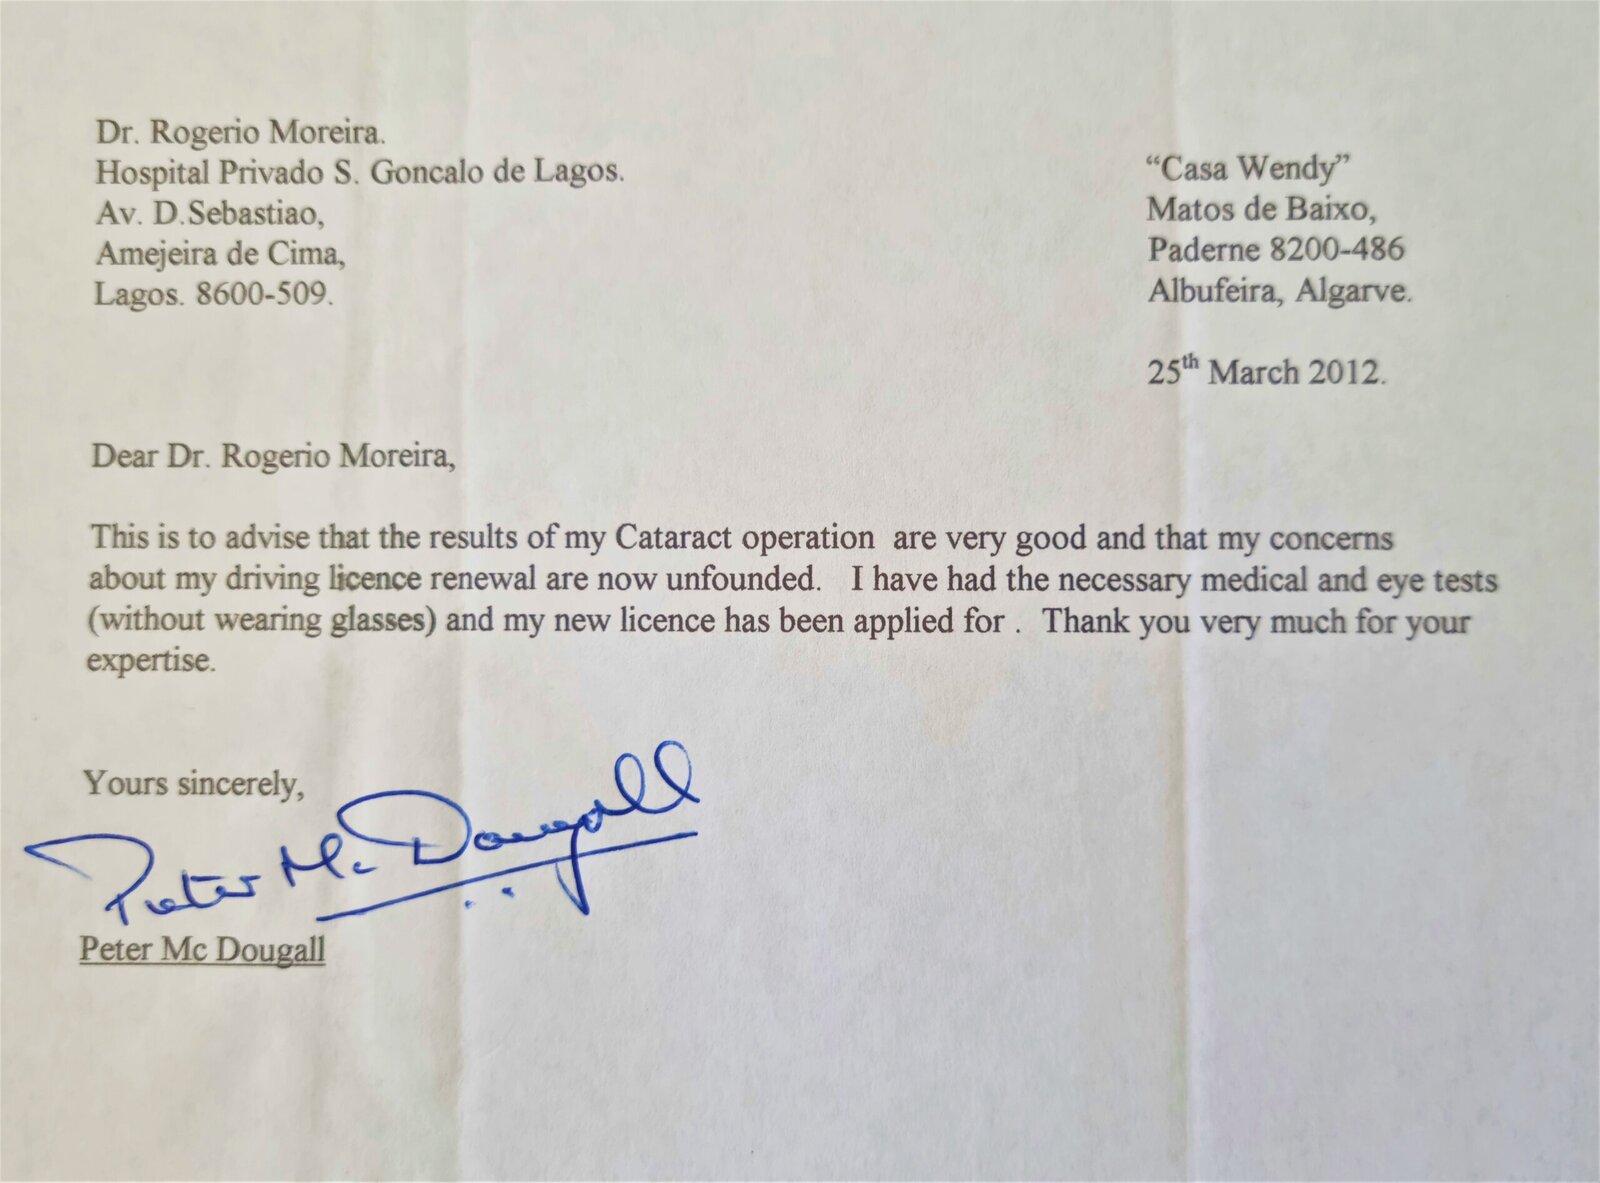 Dr. Rogerio Moreira.
Hospital Privado S. Goncalo de Lagos.
Av. D.Sebastiao,
Amejeira de Cima,
Lagos. 8600-509.
“Casa Wendy”
Matos de Baixo,
Paderne 8200-486
Albufeira, Algarve.
25th March 2012.
Dear Dr. Rogerio Moreira,
This is to advise that the results of my Cataract operation  are very good and that my concerns
about my driving licence renewal are now unfounded.   I have had the necessary medical and eye tests
(without wearing glasses) and my new licence has been applied for .  Thank you very much for your
expertise.
Yours sincerely,
Peter Mc Dougall
Peter Mc Dougall